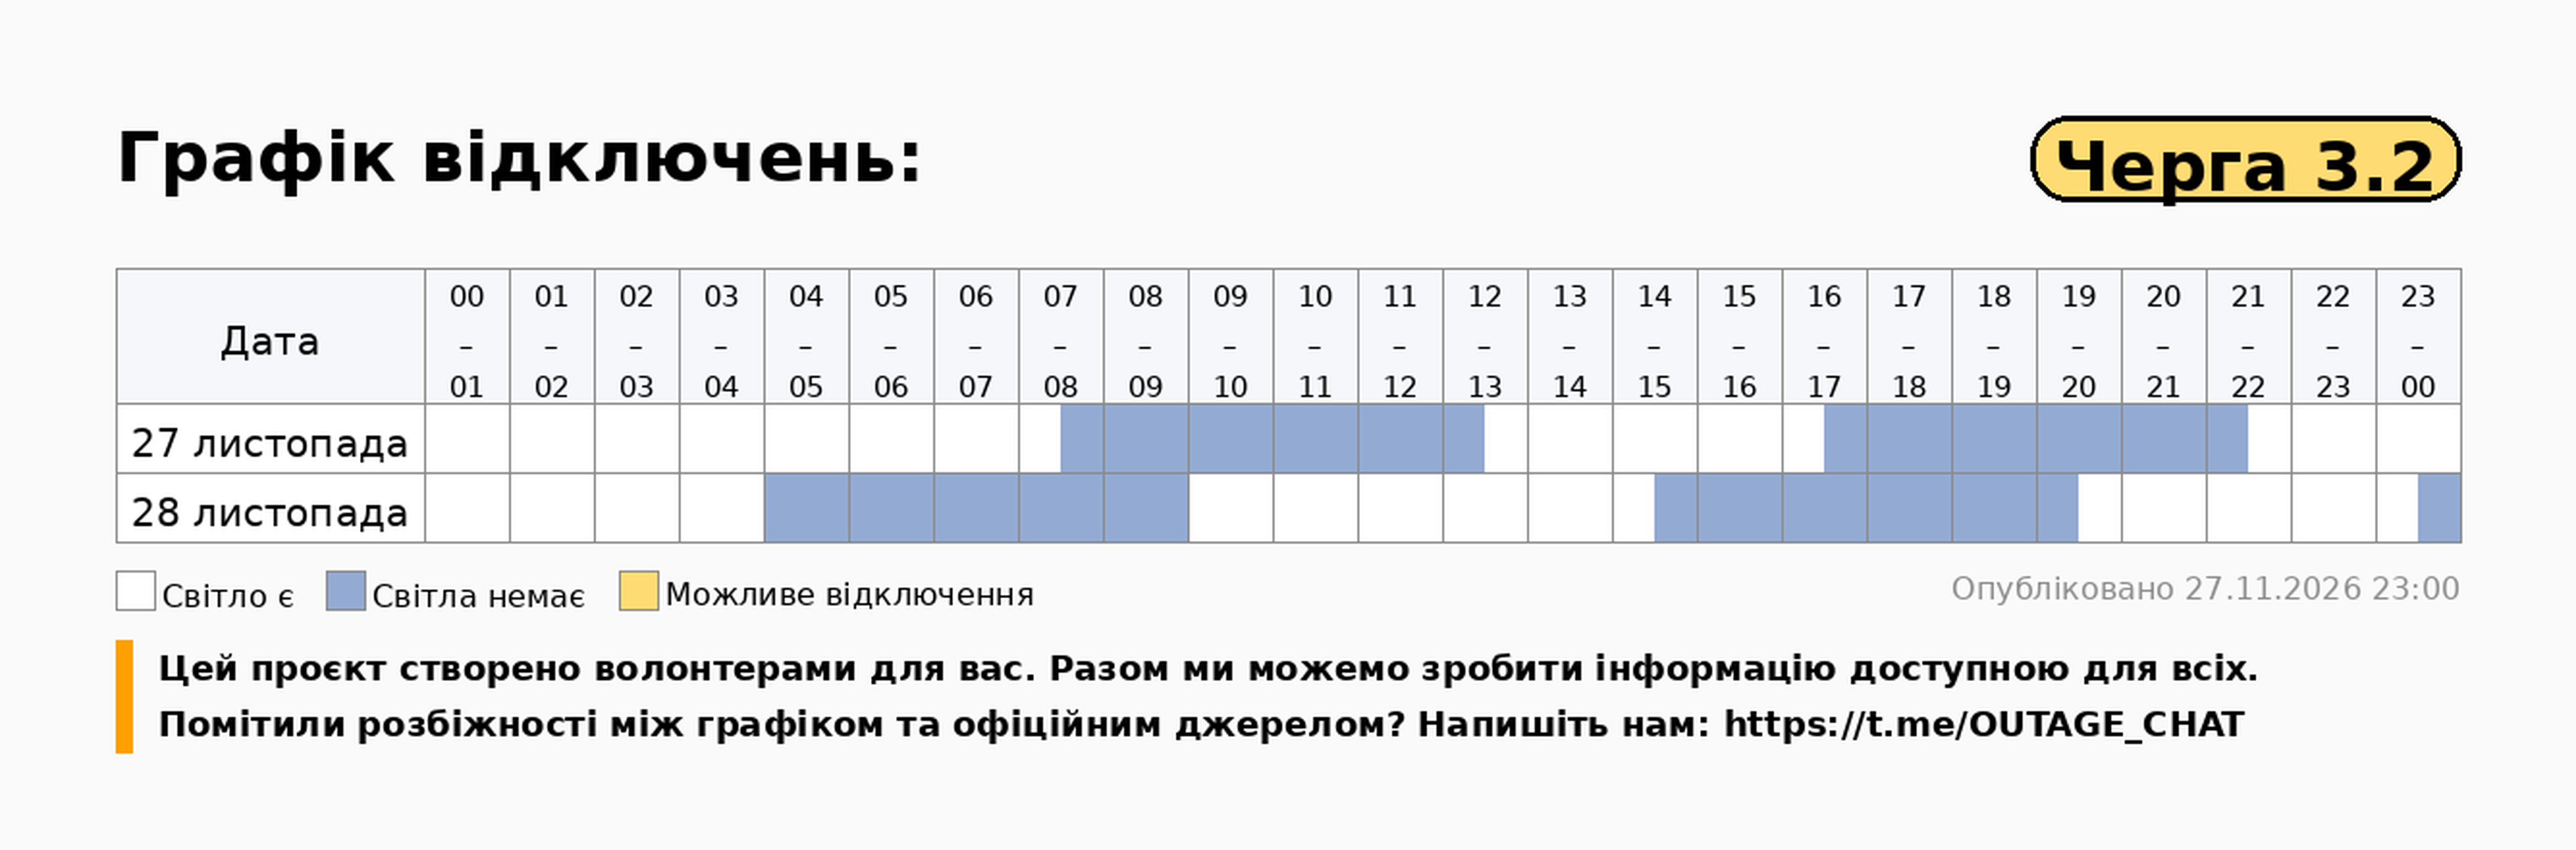 Графік відключень:
Черга 3.2
Дата 00 – 01 01 – 02 02 – 03 03 – 04 04 – 05 05 – 06 06 – 07 07 – 08 08 – 09 09 – 10 10 – 11 11 – 12 12 – 13 13 – 14 14 – 15 15 – 16 16 – 17 17 – 18 18 – 19 19 – 20 20 – 21 21 – 22 22 – 23 23 – 00
27 листопада
28 листопада
Світло є Світла немає Можливе відключення
Опубліковано 27.11.2026 23:00
Цей проєкт створено волонтерами для вас. Разом ми можемо зробити інформацію доступною для всіх.
Помітили розбіжності між графіком та офіційним джерелом? Напишіть нам: https://t.me/OUTAGE_CHAT